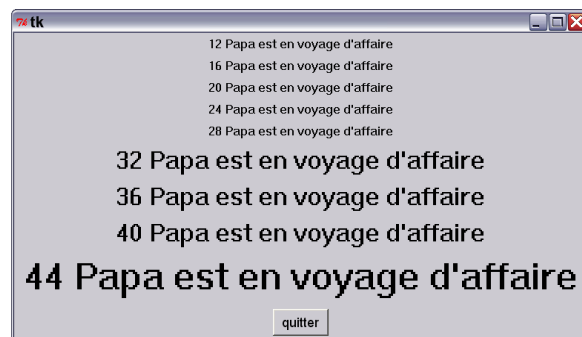 tk
12 Papa est en voyage d'affaire
16 Papa est en voyage d'affaire
20 Papa est en voyage d'affaire
24 Papa est en voyage d'affaire
28 Papa est en voyage d'affaire
32 Papa est en voyage d'affaire
36 Papa est en voyage d'affaire
40 Papa est en voyage d'affaire
44 Papa est en voyage d'affaire
quitter